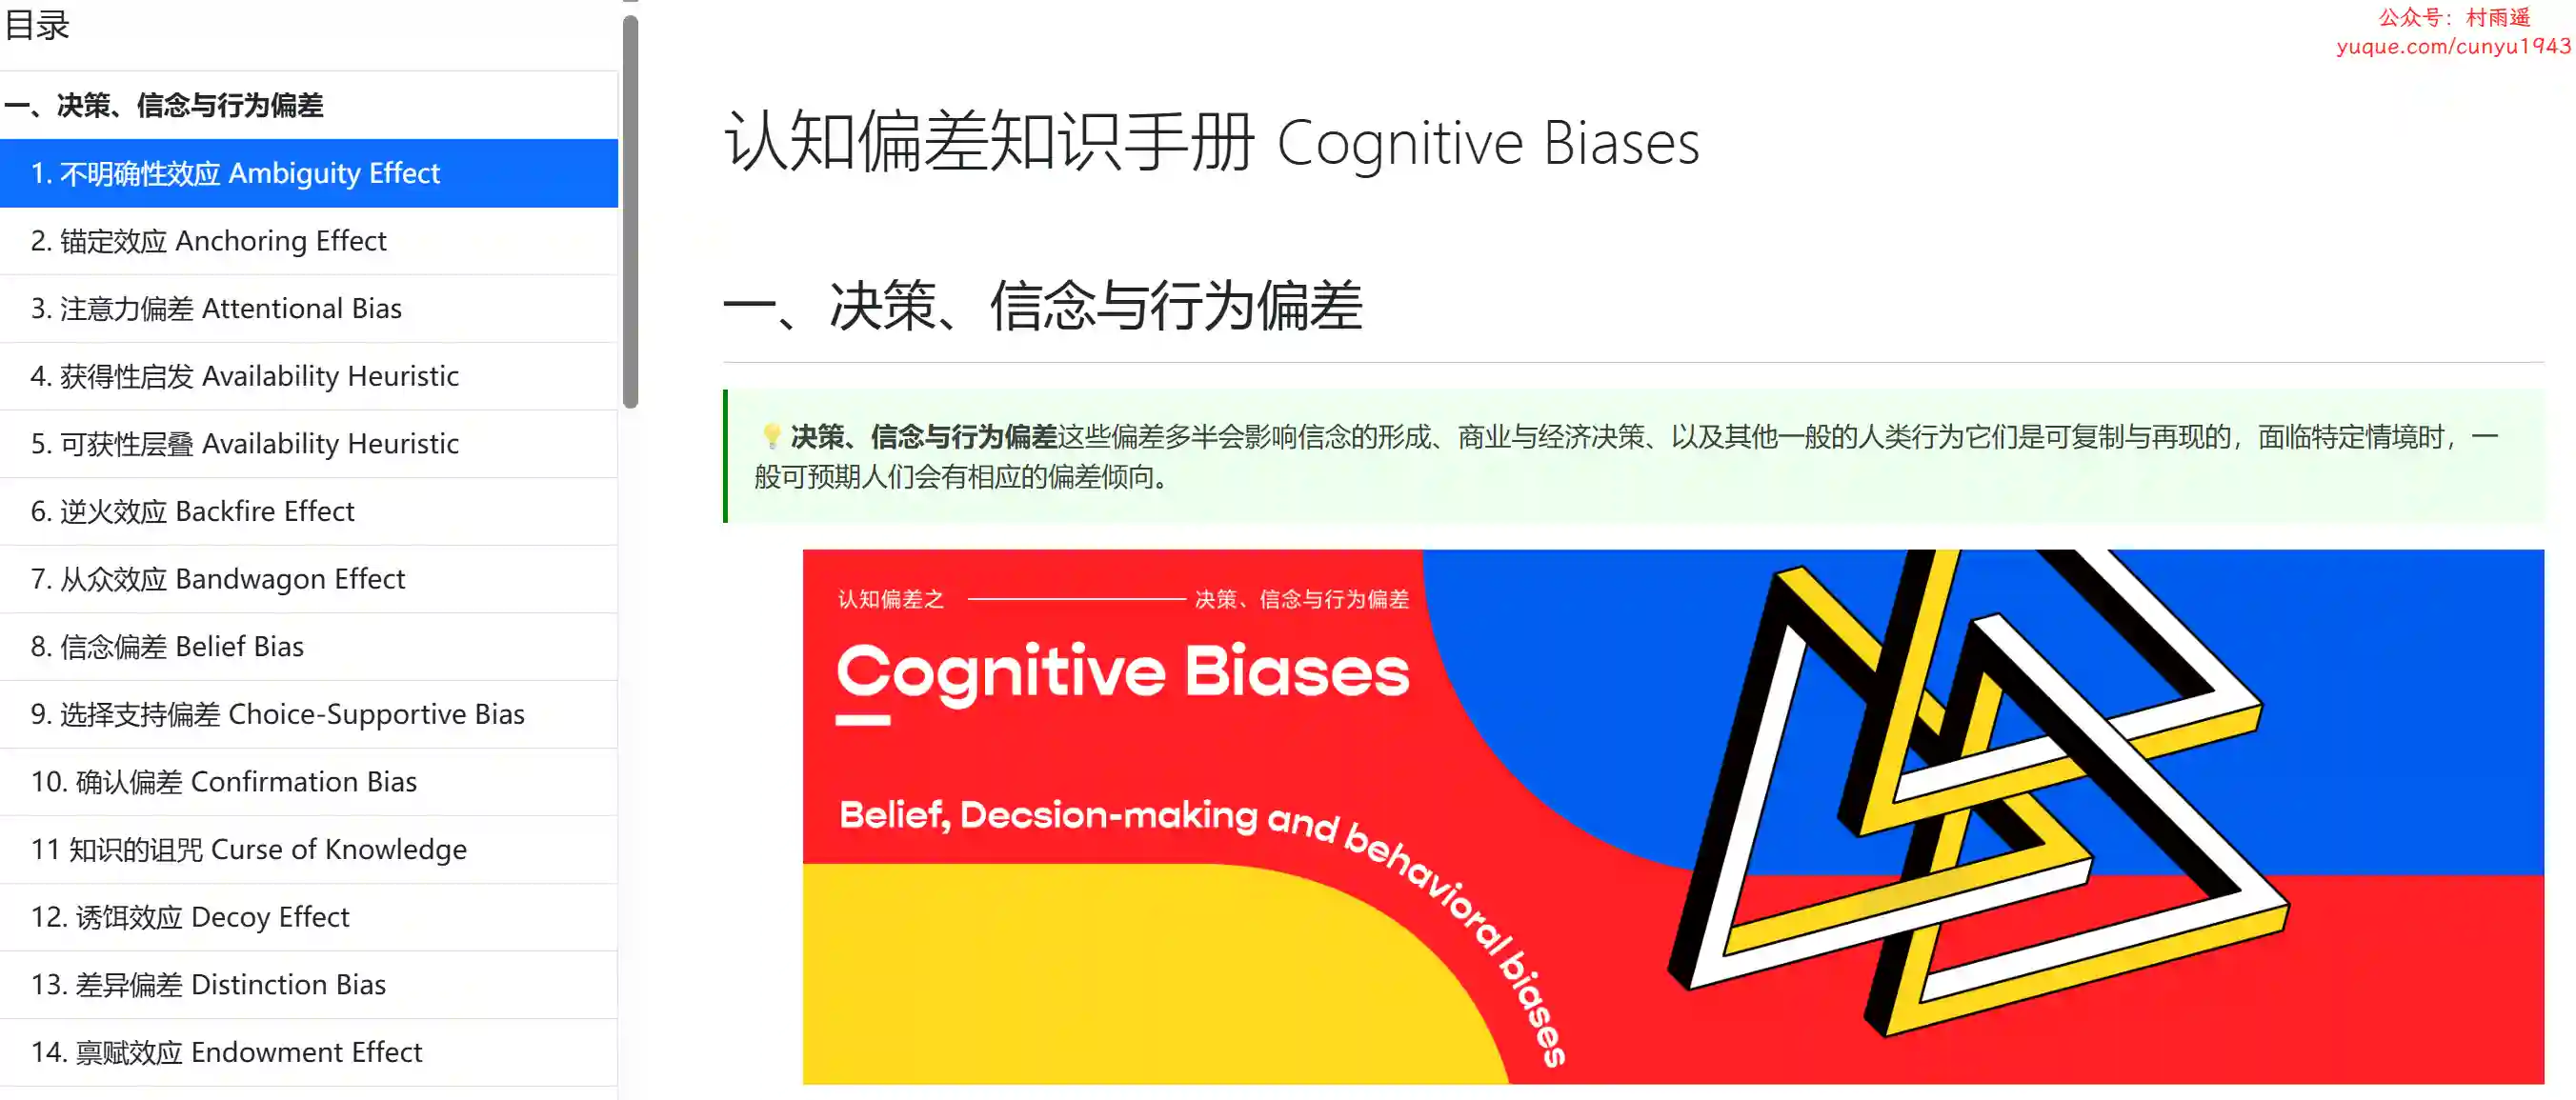 目录
一、决策、信念与行为偏差
1. 不明确性效应 Ambiguity Effect
2. 锚定效应 Anchoring Effect
3. 注意力偏差 Attentional Bias
4. 获得性启发 Availability Heuristic
5. 可获性层叠 Availability Heuristic
6. 逆火效应 Backfire Effect
7. 从众效应 Bandwagon Effect
8. 信念偏差 Belief Bias
9. 选择支持偏差 Choice-Supportive Bias
10. 确认偏差 Confirmation Bias
11 知识的诅咒 Curse of Knowledge
12. 诱饵效应 Decoy Effect
13. 差异偏差 Distinction Bias
14. 禀赋效应 Endowment Effect
公众号：村雨遥
yuque.com/cunyu1943
认知偏差知识手册 Cognitive Biases
一、决策、信念与行为偏差
💡决策、信念与行为偏差这些偏差多半会影响信念的形成、商业与经济决策、以及其他一般的人类行为它们是可复制与再现的，面临特定情境时，一
般可预期人们会有相应的偏差倾向。
认知偏差之 决策、信念与行为偏差
Cognitive Biases
Belief, Decsion-making and behavioral biases